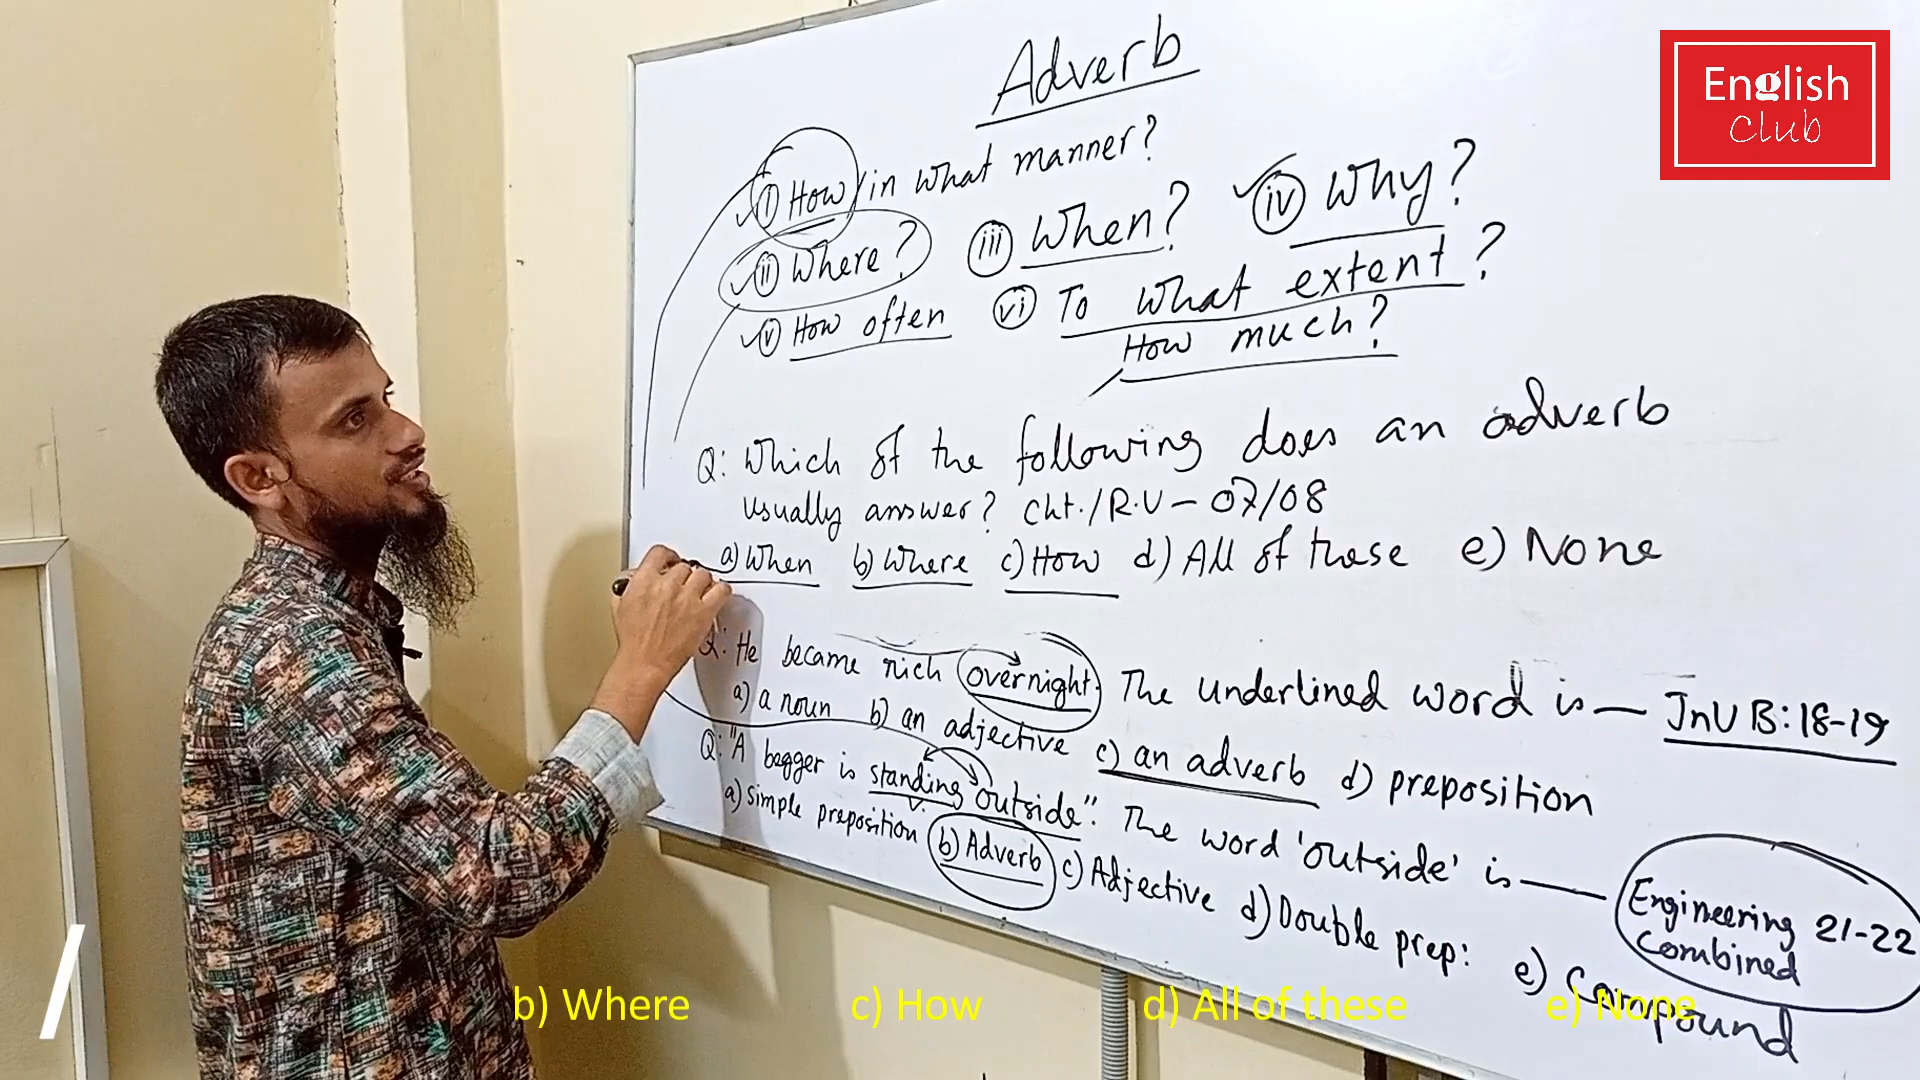 Adverb
English
Club
i) How/in what manner?
ii) Where?
iii) When?
iv) Why?
v) How often
vi) To what extent?
How much?
Q: Which of the following does an adverb
usually answer? Cht./R.U – 07/08
a) When b) Where c) How d) All of these e) None
Q: He became rich overnight. The underlined word is — JnU B:18-19
a) a noun b) an adjective c) an adverb d) preposition
Q: "A begger is standing outside". The word 'outside' is —
v.
a) simple preposition b) Adverb c) Adjective d) Double prep: e) Compound
Engineering 21-22
Combined
b) Where c) How d) All of these e) None